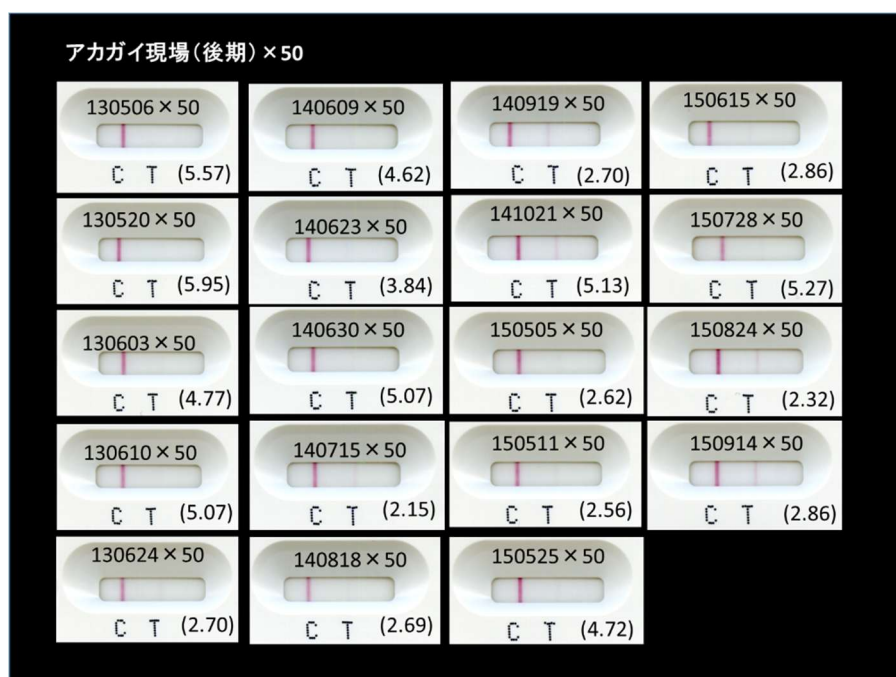 アカガイ現場(後期)×50
130506×50
C T (5.57)
140609×50
C T (4.62)
140919×50
C T (2.70)
150615×50
C T (2.86)
130520×50
C T (5.95)
140623×50
C T (3.84)
141021×50
C T (5.13)
150728×50
C T (5.27)
130603×50
C T (4.77)
140630×50
C T (5.07)
150505×50
C T (2.62)
150824×50
C T (2.32)
130610×50
C T (5.07)
140715×50
C T (2.15)
150511×50
C T (2.56)
150914×50
C T (2.86)
130624×50
C T (2.70)
140818×50
C T (2.69)
150525×50
C T (4.72)